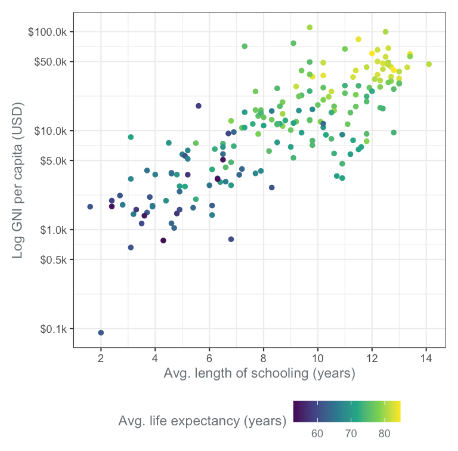 $100.0k
$50.0k
$10.0k
$5.0k
$1.0k
$0.5k
$0.1k
Log GNI per capita (USD)
2 4 6 8 10 12 14
Avg. length of schooling (years)
Avg. life expectancy (years)
60 70 80